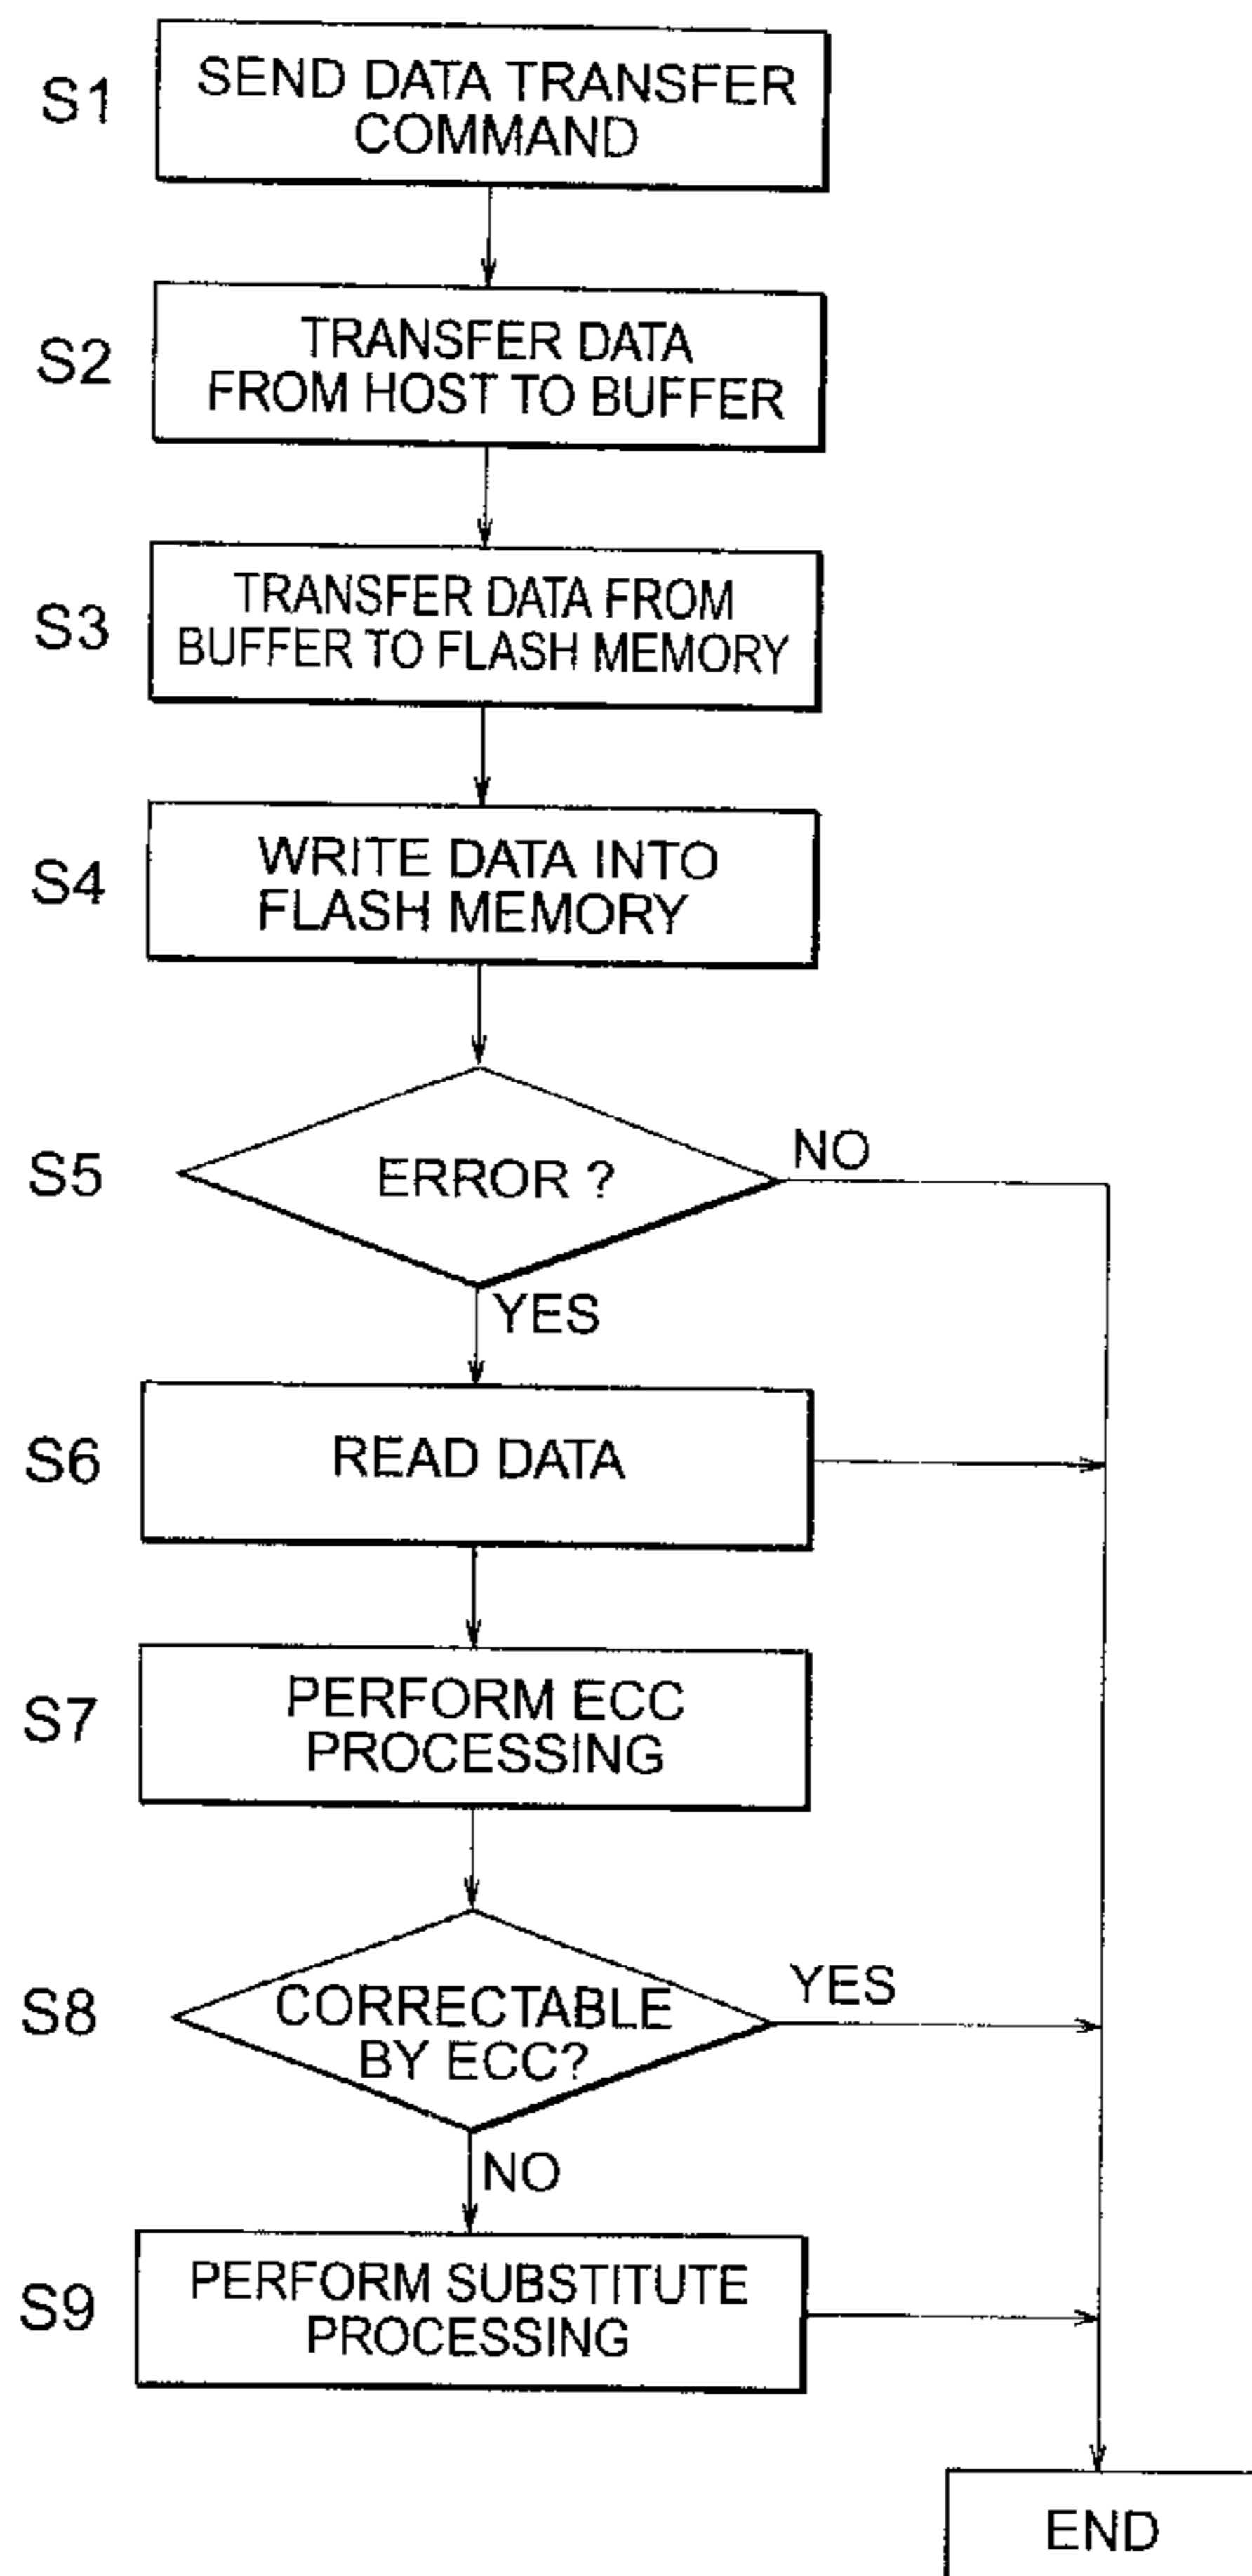 S1
SEND DATA TRANSFER
COMMAND
S2
TRANSFER DATA
FROM HOST TO BUFFER
S3
TRANSFER DATA FROM
BUFFER TO FLASH MEMORY
S4
WRITE DATA INTO
FLASH MEMORY
S5
ERROR ?
NO
YES
S6
READ DATA
S7
PERFORM ECC
PROCESSING
S8
CORRECTABLE
BY ECC?
YES
NO
S9
PERFORM SUBSTITUTE
PROCESSING
END